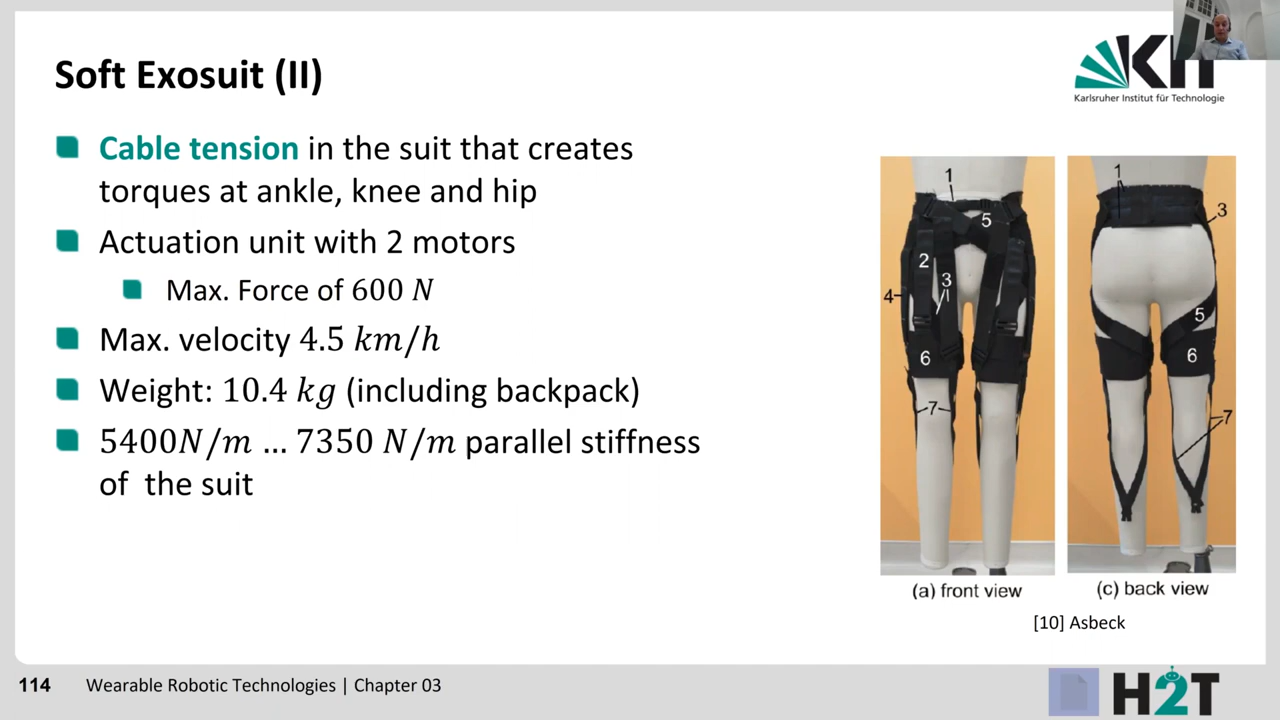 Soft Exosuit (II)
KIT
Karlsruher Institut für Technologie
Cable tension in the suit that creates
torques at ankle, knee and hip
Actuation unit with 2 motors
Max. Force of 600 N
Max. velocity 4.5 km/h
Weight: 10.4 kg (including backpack)
5400N/m … 7350 N/m parallel stiffness
of the suit
1
5
2
3
4
6
7
(a) front view
1
3
5
6
7
(c) back view
[10] Asbeck
114 Wearable Robotic Technologies | Chapter 03
H2T